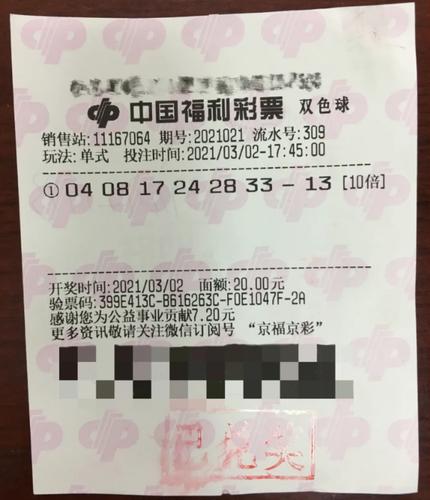 中国福利彩票 双色球
销售站:11167064 期号:2021021 流水号:309
玩法:单式 投注时间:2021/03/02-17:45:00
①04 08 17 24 28 33-13[10倍]
开奖时间:2021/03/02 面额:20.00元
验票码:399E413C-B616263C-F0E1047F-2A
感谢您为公益事业贡献7.20元
更多资讯敬请关注微信订阅号 “京福京彩”
已兑奖